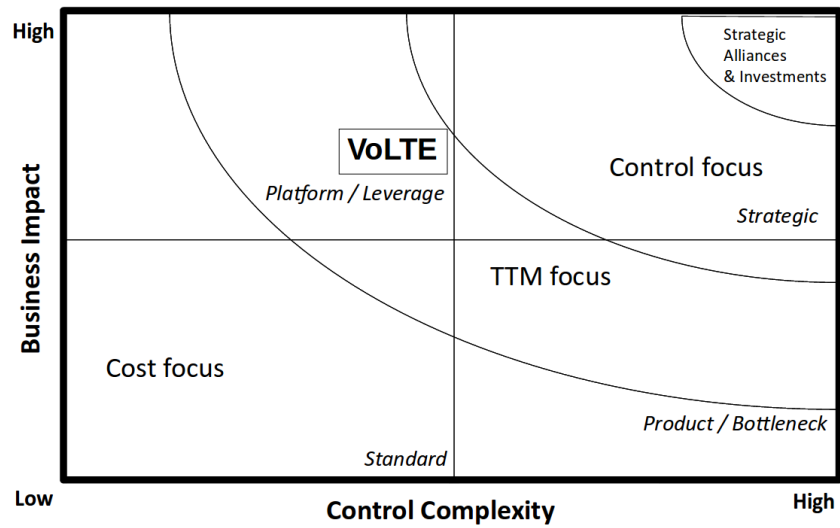 High
Strategic
Alliances
& Investments
VoLTE
Control focus
Platform / Leverage
Strategic
Business Impact
TTM focus
Cost focus
Product / Bottleneck
Standard
Low
Control Complexity
High